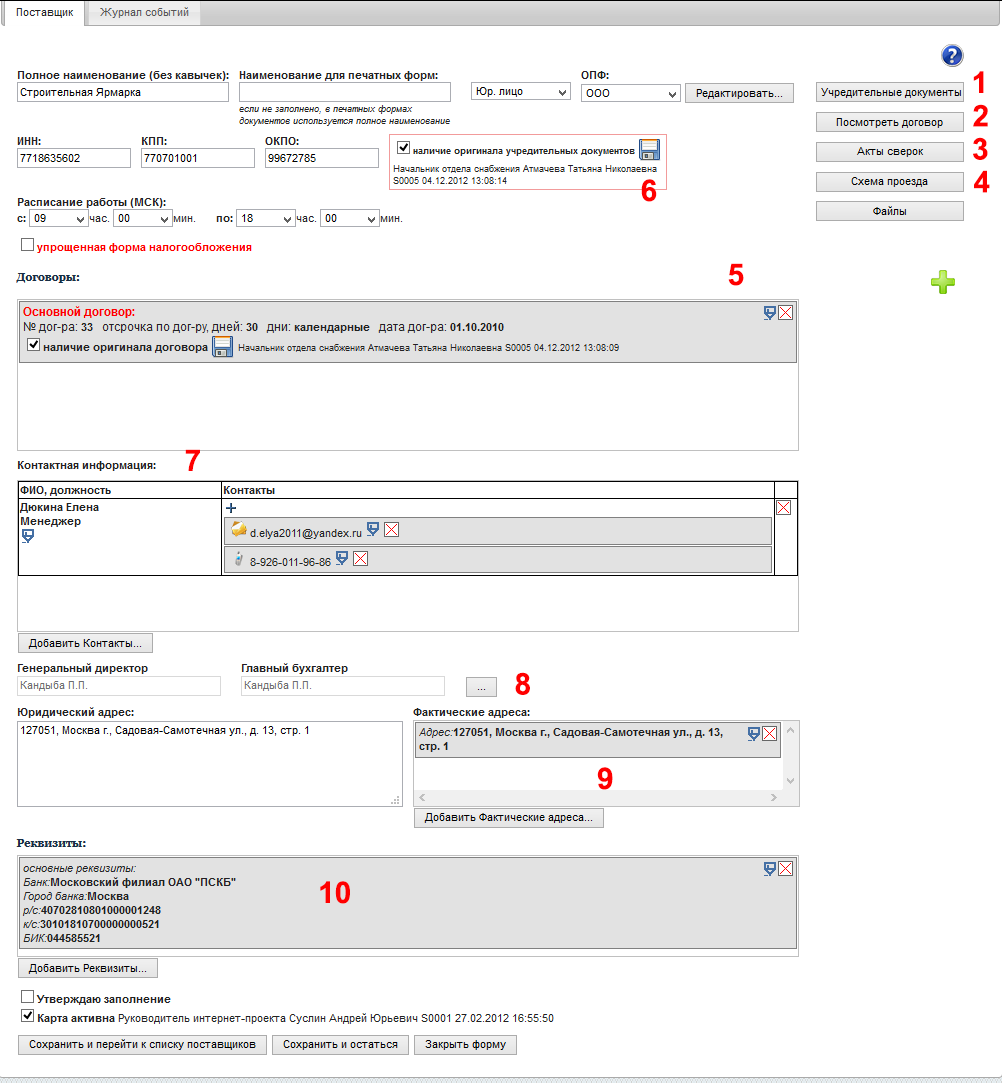 Поставщик Журнал событий
?
Полное наименование (без кавычек): Наименование для печатных форм: ОПФ:
Строительная Ярмарка Юр. лицо ООО Редактировать...
если не заполнено, в печатных формах
документов используется полное наименование
Учредительные документы 1
Посмотреть договор 2
Акты сверок 3
Схема проезда 4
Файлы
ИНН: КПП: ОКПО:
7718635602 770701001 99672785
наличие оригинала учредительных документов
Начальник отдела снабжения Атмачева Татьяна Николаевна
S0005 04.12.2012 13:08:14
6
Расписание работы (МСК):
с: 09 час. 00 мин. по: 18 час. 00 мин.
упрощенная форма налогообложения
Договоры: 5
Основной договор:
№ дог-ра: 33 отсрочка по дог-ру, дней: 30 дни: календарные дата дог-ра: 01.10.2010
наличие оригинала договора Начальник отдела снабжения Атмачева Татьяна Николаевна S0005 04.12.2012 13:08:09
Контактная информация: 7
ФИО, должность Контакты
Дюкина Елена
Менеджер
d.elya2011@yandex.ru
8-926-011-96-86
Добавить Контакты...
Генеральный директор Главный бухгалтер
Кандыба П.П. Кандыба П.П. ... 8
Юридический адрес: Фактические адреса:
127051, Москва г., Садовая-Самотечная ул., д. 13, стр. 1
Адрес:127051, Москва г., Садовая-Самотечная ул., д. 13,
стр. 1
9
Добавить Фактические адреса...
Реквизиты:
основные реквизиты:
Банк:Московский филиал ОАО "ПСКБ"
Город банка:Москва
р/с:40702810801000001248
к/с:30101810700000000521
БИК:044585521
10
Добавить Реквизиты...
Утверждаю заполнение
Карта активна Руководитель интернет-проекта Суслин Андрей Юрьевич S0001 27.02.2012 16:55:50
Сохранить и перейти к списку поставщиков Сохранить и остаться Закрыть форму